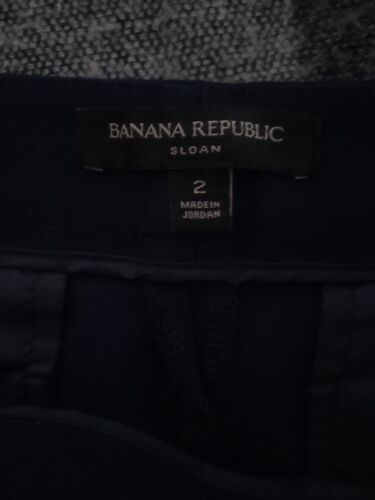 BANANA REPUBLIC
SLOAN
2
MADE IN
JORDAN